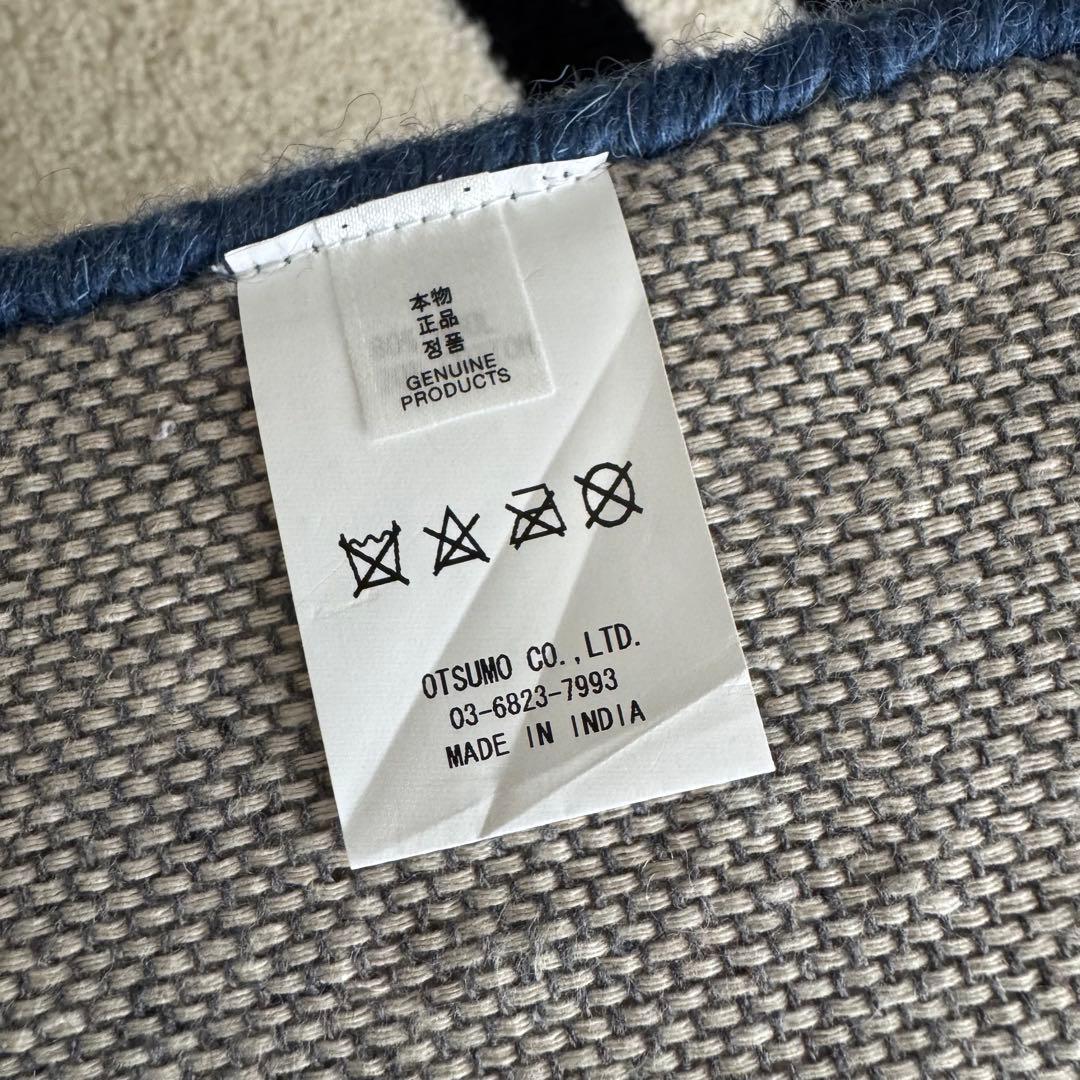 本物
正品
정품
GENUINE
PRODUCTS
OTSUMO CO.,LTD.
03-6823-7993
MADE IN INDIA